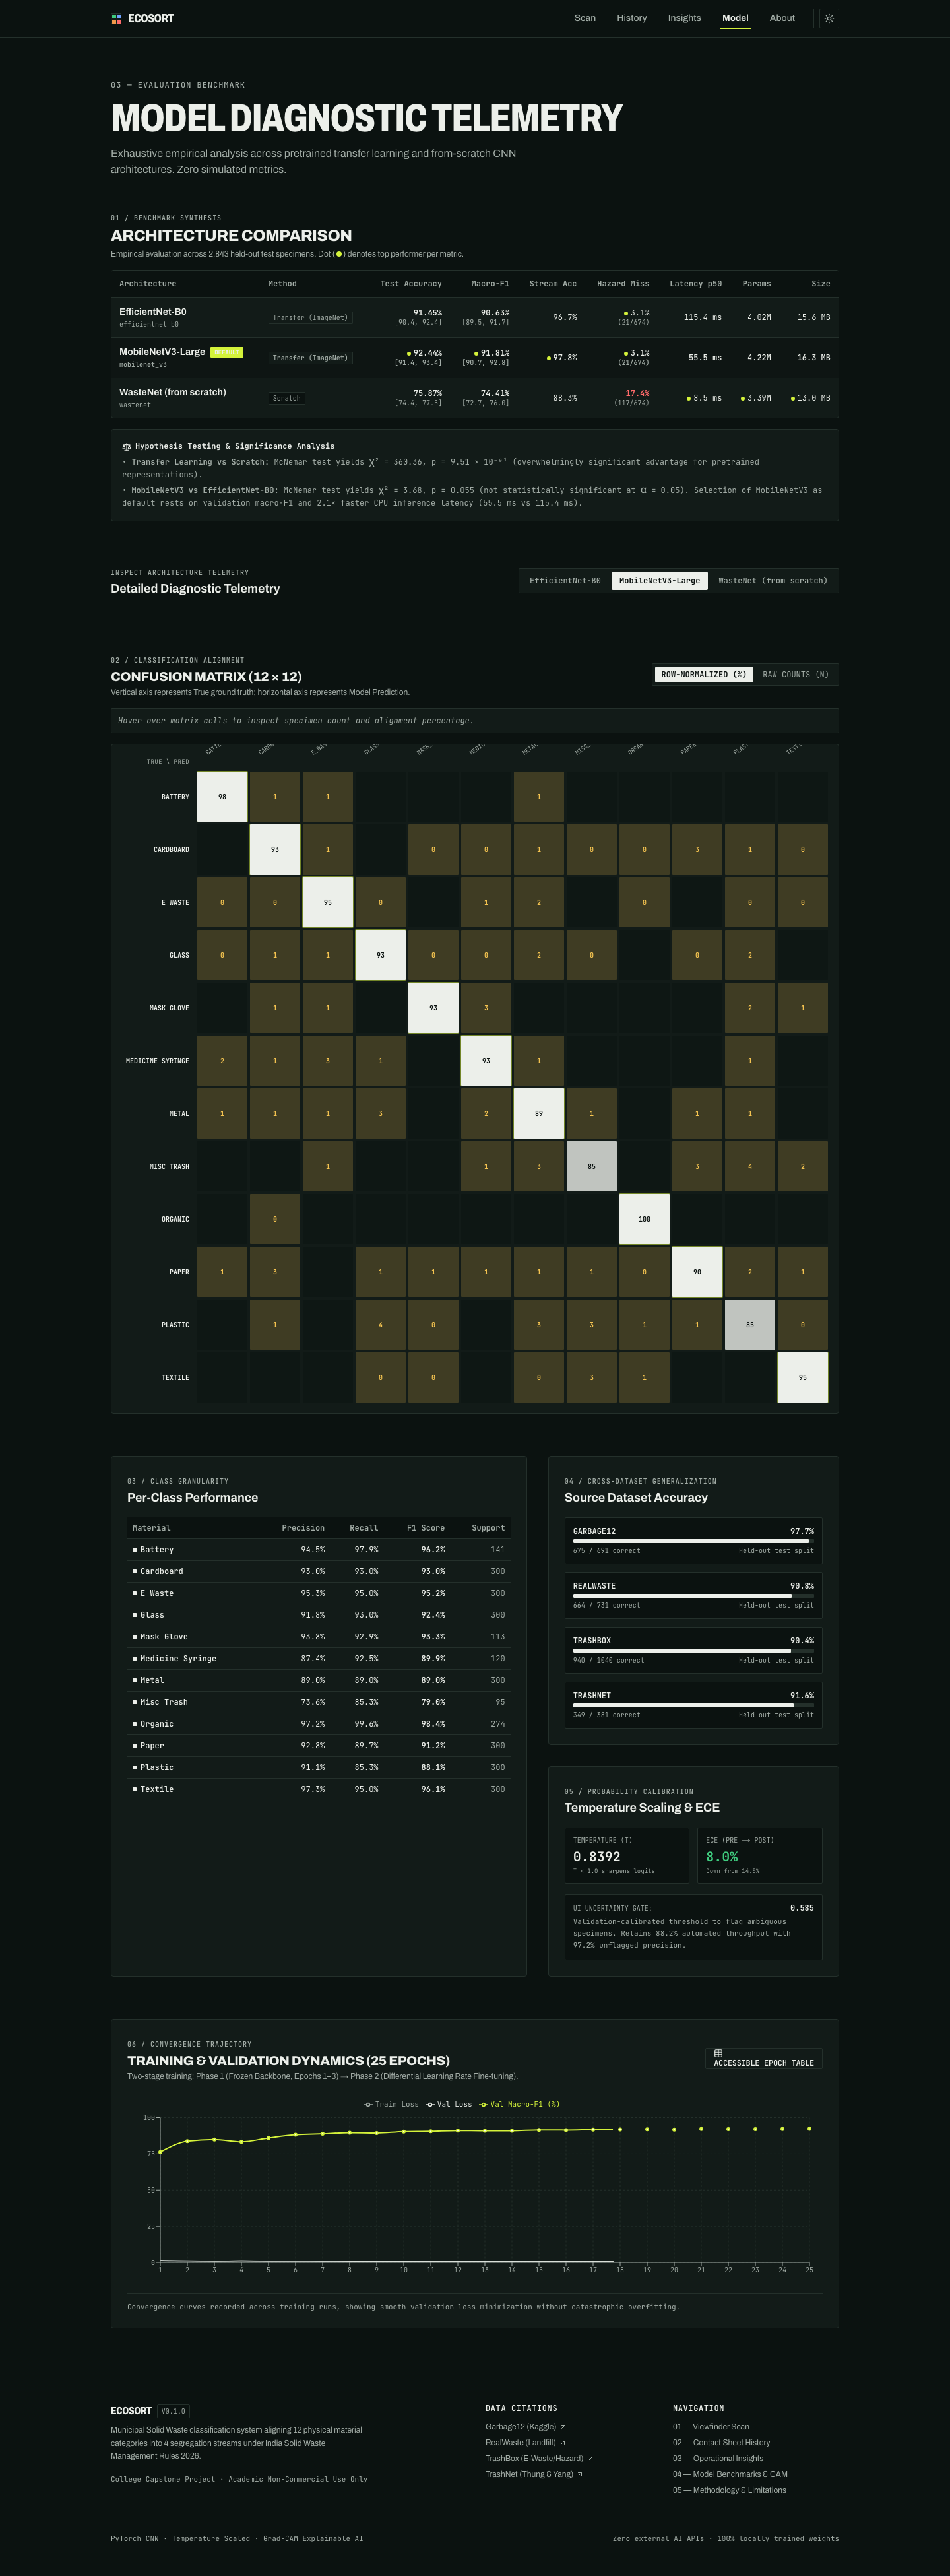 ECOSORT
Scan History Insights Model About
03 — EVALUATION BENCHMARK
MODEL DIAGNOSTIC TELEMETRY
Exhaustive empirical analysis across pretrained transfer learning and from-scratch CNN
architectures. Zero simulated metrics.
01 / BENCHMARK SYNTHESIS
ARCHITECTURE COMPARISON
Empirical evaluation across 2,843 held-out test specimens. Dot ( ● ) denotes top performer per metric.
Architecture Method Test Accuracy Macro-F1 Stream Acc Hazard Miss Latency p50 Params Size
EfficientNet-B0 Transfer (ImageNet) 91.45% 90.63% 96.7% ● 3.1% 115.4 ms 4.02M 15.6 MB
efficientnet_b0 [90.4, 92.4] [89.5, 91.7] (21/674)
MobileNetV3-Large Transfer (ImageNet) ● 92.44% ● 91.81% ● 97.8% ● 3.1% 55.5 ms 4.22M 16.3 MB
mobilenet_v3 [91.4, 93.4] [90.7, 92.8] (21/674)
WasteNet (from scratch) Scratch 75.87% 74.41% 88.3% 17.4% ● 8.5 ms ● 3.39M ● 13.0 MB
wastenet [74.4, 77.5] [72.7, 76.0] (117/674)
Hypothesis Testing & Significance Analysis
• Transfer Learning vs Scratch: McNemar test yields χ² = 360.36, p = 9.51 × 10⁻⁸¹ (overwhelmingly significant advantage for pretrained
representations).
• MobileNetV3 vs EfficientNet-B0: McNemar test yields χ² = 3.68, p = 0.055 (not statistically significant at α = 0.05). Selection of MobileNetV3 as
default rests on validation macro-F1 and 2.1× faster CPU inference latency (55.5 ms vs 115.4 ms).
INSPECT ARCHITECTURE TELEMETRY
Detailed Diagnostic Telemetry
EfficientNet-B0 MobileNetV3-Large WasteNet (from scratch)
02 / CLASSIFICATION ALIGNMENT
CONFUSION MATRIX (12 × 12)
Vertical axis represents True ground truth; horizontal axis represents Model Prediction.
ROW-NORMALIZED (%) RAW COUNTS (N)
Hover over matrix cells to inspect specimen count and alignment percentage.
TRUE \ PRED
BATTERY 98 1 1 1
CARDBOARD 93 1 0 0 1 0 0 3 1 0
E WASTE 0 0 95 0 1 2 0 0 0
GLASS 0 1 1 93 0 0 2 0 0 2
MASK GLOVE 1 1 93 3 2 1
MEDICINE SYRINGE 2 1 3 1 93 1 1
METAL 1 1 1 3 2 89 1 1 1
MISC TRASH 1 1 3 85 3 4 2
ORGANIC 0 100
PAPER 1 3 1 1 1 1 1 0 90 2 1
PLASTIC 1 4 0 3 3 1 1 85 0
TEXTILE 0 0 0 3 1 95
03 / CLASS GRANULARITY
Per-Class Performance
Material Precision Recall F1 Score Support
Battery 94.5% 97.9% 96.2% 141
Cardboard 93.0% 93.0% 93.0% 300
E Waste 95.3% 95.0% 95.2% 300
Glass 91.8% 93.0% 92.4% 300
Mask Glove 93.8% 92.9% 93.3% 113
Medicine Syringe 87.4% 92.5% 89.9% 120
Metal 89.0% 89.0% 89.0% 300
Misc Trash 73.6% 85.3% 79.0% 95
Organic 97.2% 99.6% 98.4% 274
Paper 92.8% 89.7% 91.2% 300
Plastic 91.1% 85.3% 88.1% 300
Textile 97.3% 95.0% 96.1% 300
04 / CROSS-DATASET GENERALIZATION
Source Dataset Accuracy
GARBAGE12 97.7%
675 / 691 correct Held-out test split
REALWASTE 90.8%
664 / 731 correct Held-out test split
TRASHBOX 90.4%
940 / 1040 correct Held-out test split
TRASHNET 91.6%
349 / 381 correct Held-out test split
05 / PROBABILITY CALIBRATION
Temperature Scaling & ECE
TEMPERATURE (T)
0.8392
T < 1.0 sharpens logits
ECE (PRE ⟶ POST)
8.0%
Down from 14.5%
UI UNCERTAINTY GATE: 0.585
Validation-calibrated threshold to flag ambiguous
specimens. Retains 88.2% automated throughput with
97.2% unflagged precision.
06 / CONVERGENCE TRAJECTORY
TRAINING & VALIDATION DYNAMICS (25 EPOCHS)
Two-stage training: Phase 1 (Frozen Backbone, Epochs 1–3) → Phase 2 (Differential Learning Rate Fine-tuning).
ACCESSIBLE EPOCH TABLE
Train Loss Val Loss Val Macro-F1 (%)
100
75
50
25
0
1 2 3 4 5 6 7 8 9 10 11 12 13 14 15 16 17 18 19 20 21 22 23 24 25
Convergence curves recorded across training runs, showing smooth validation loss minimization without catastrophic overfitting.
ECOSORT V0.1.0
Municipal Solid Waste classification system aligning 12 physical material
categories into 4 segregation streams under India Solid Waste
Management Rules 2026.
College Capstone Project · Academic Non-Commercial Use Only
DATA CITATIONS
Garbage12 (Kaggle) ↗
RealWaste (Landfill) ↗
TrashBox (E-Waste/Hazard) ↗
TrashNet (Thung & Yang) ↗
NAVIGATION
01 — Viewfinder Scan
02 — Contact Sheet History
03 — Operational Insights
04 — Model Benchmarks & CAM
05 — Methodology & Limitations
PyTorch CNN · Temperature Scaled · Grad-CAM Explainable AI
Zero external AI APIs · 100% locally trained weights